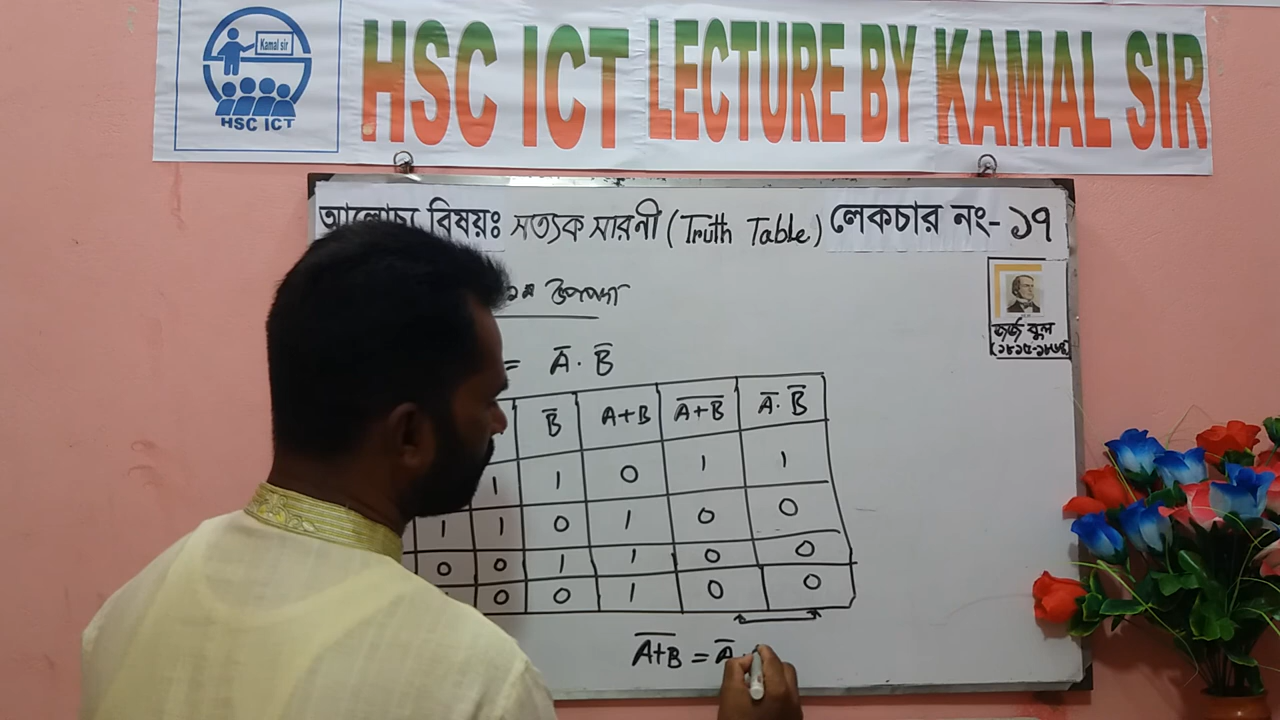 Kamal sir
HSC ICT
HSC ICT LECTURE BY KAMAL SIR
আলোচ্য বিষয়ঃ সত্যক সারণী (Truth Table) লেকচার নং- ১৭
উপপাদ্য
= A̅ · B̅
জর্জ বুল
B̅ A+B A̅+̅B̅ A̅ · B̅
1 1 0 1 1
1 1 0 1 0 0
0 0 1 1 0 0
0 0 1 0 0
A̅+̅B̅ = A̅ ·